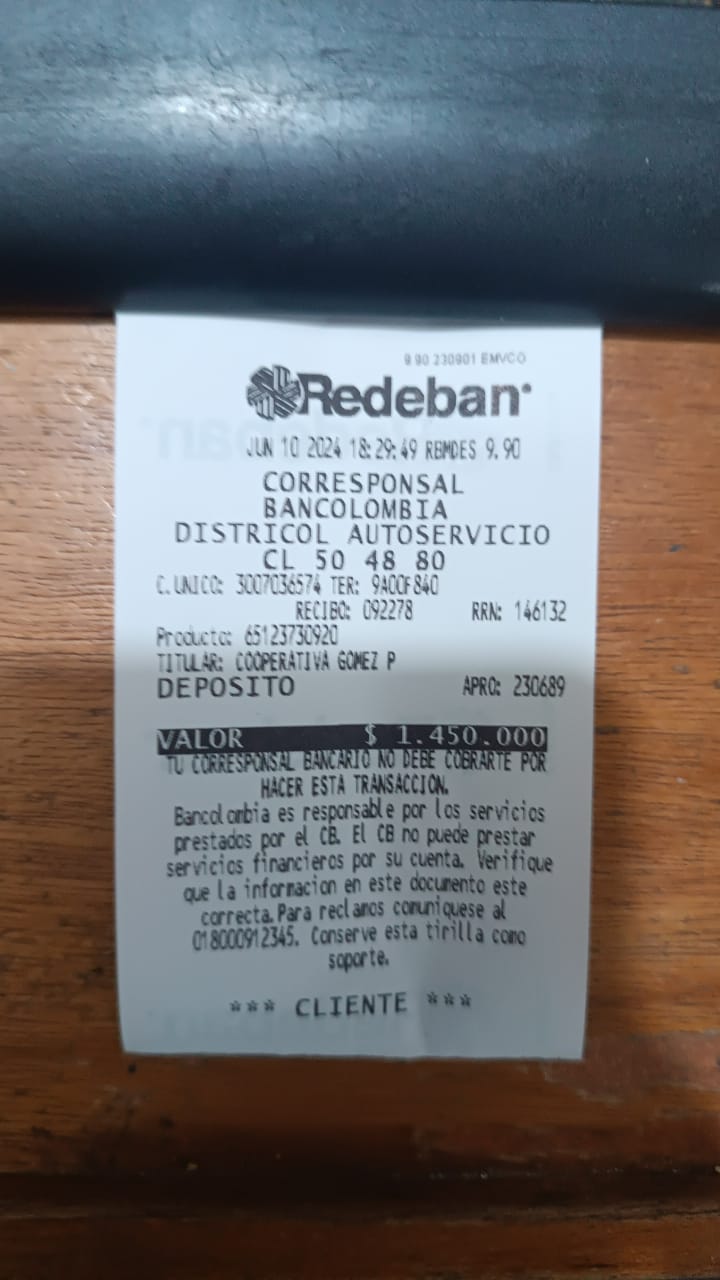 9.90 230901 EMVCO
Redeban
JUN 10 2024 18:29:49 RBMDES 9.90
CORRESPONSAL
BANCOLOMBIA
DISTRICOL AUTOSERVICIO
CL 50 48 80
C.UNICO: 3007036574 TER: 9A00F840
RECIBO: 092278 RRN: 146132
Producto: 65123730920
TITULAR: COOPERATIVA GOMEZ P
DEPOSITO APRO: 230689
VALOR $ 1.450.000
TU CORRESPONSAL BANCARIO NO DEBE COBRARTE POR
HACER ESTA TRANSACCION.
Bancolombia es responsable por los servicios
prestados por el CB. El CB no puede prestar
servicios financieros por su cuenta. Verifique
que la informacion en este documento este
correcta. Para reclamos comuniquese al
018000912345. Conserve esta tirilla como
soporte.
*** CLIENTE ***